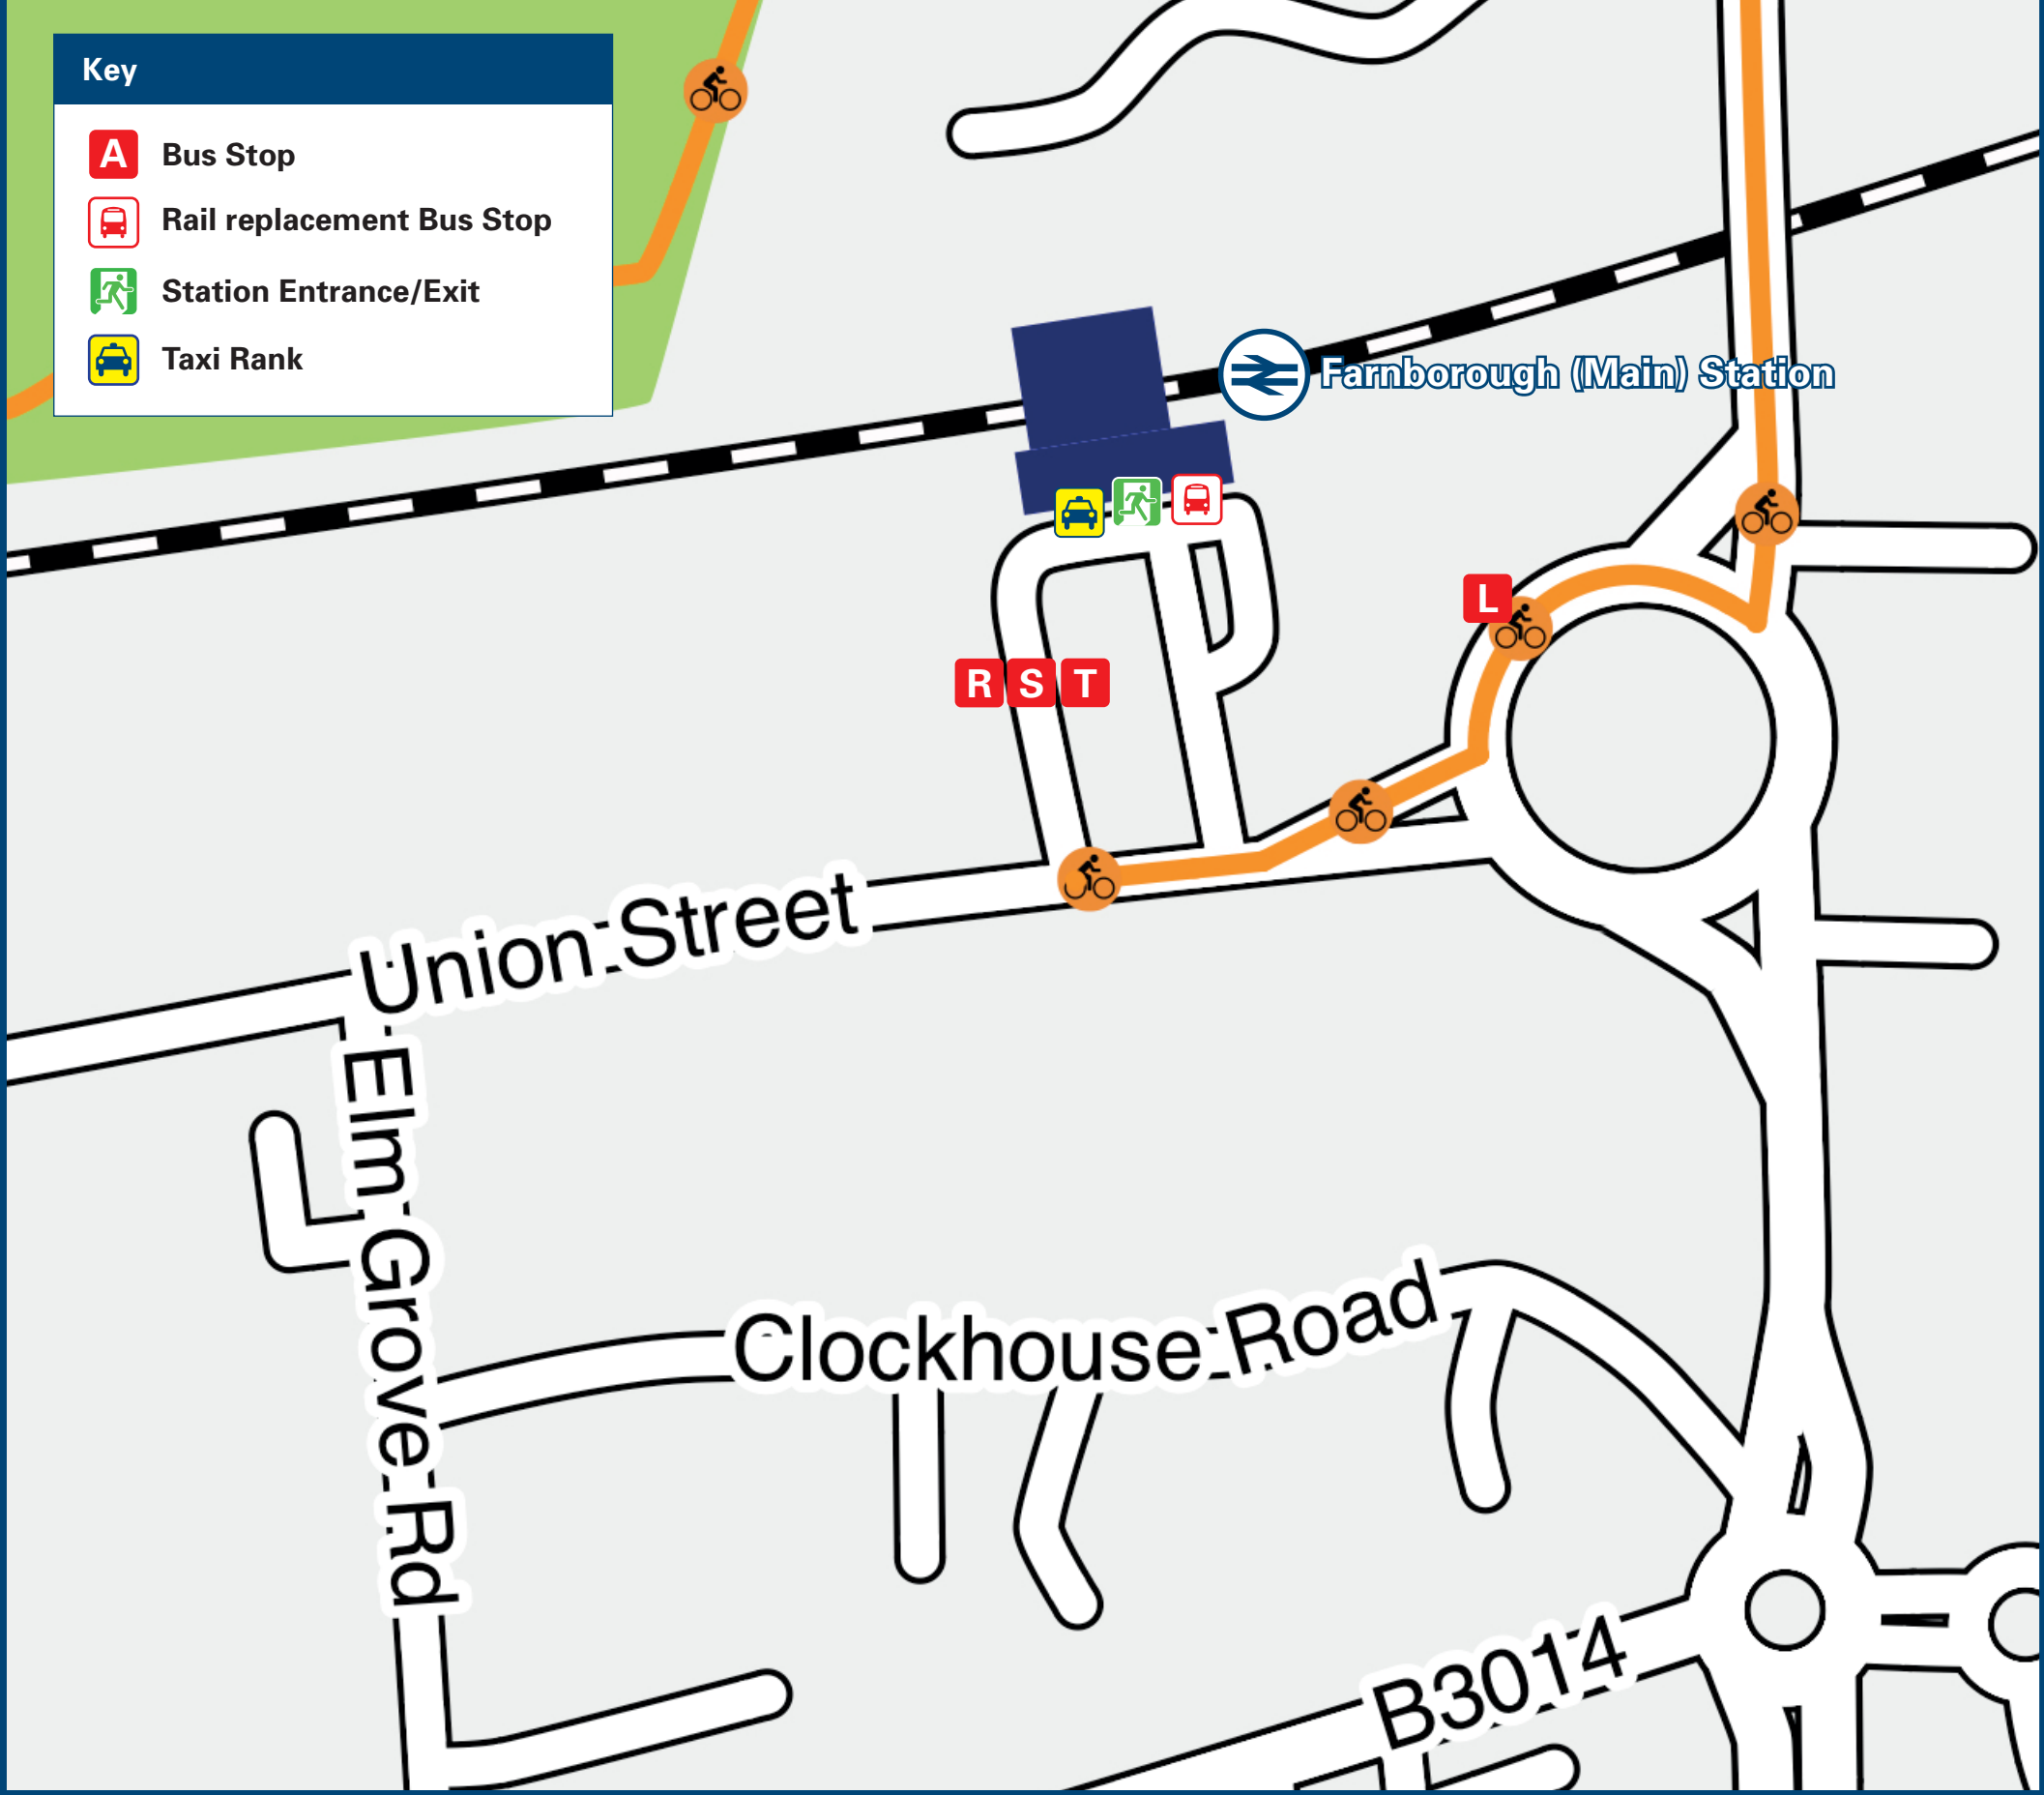 Key
A Bus Stop
Rail replacement Bus Stop
Station Entrance/Exit
Taxi Rank
Farnborough (Main) Station
L
R S T
Union Street
Elm Grove Rd
Clockhouse Road
B3014